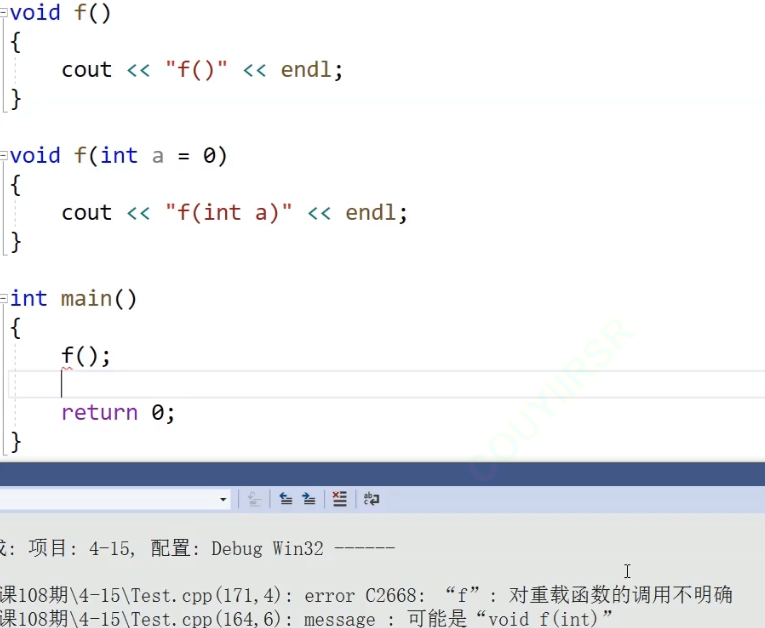 void f()
{
    cout << "f()" << endl;
}
void f(int a = 0)
{
    cout << "f(int a)" << endl;
}
int main()
{
    f();
    return 0;
}
: 项目: 4-15, 配置: Debug Win32 ------
课108期\4-15\Test.cpp(171,4): error C2668: “f”: 对重载函数的调用不明确
课108期\4-15\Test.cpp(164,6): message : 可能是“void f(int)”